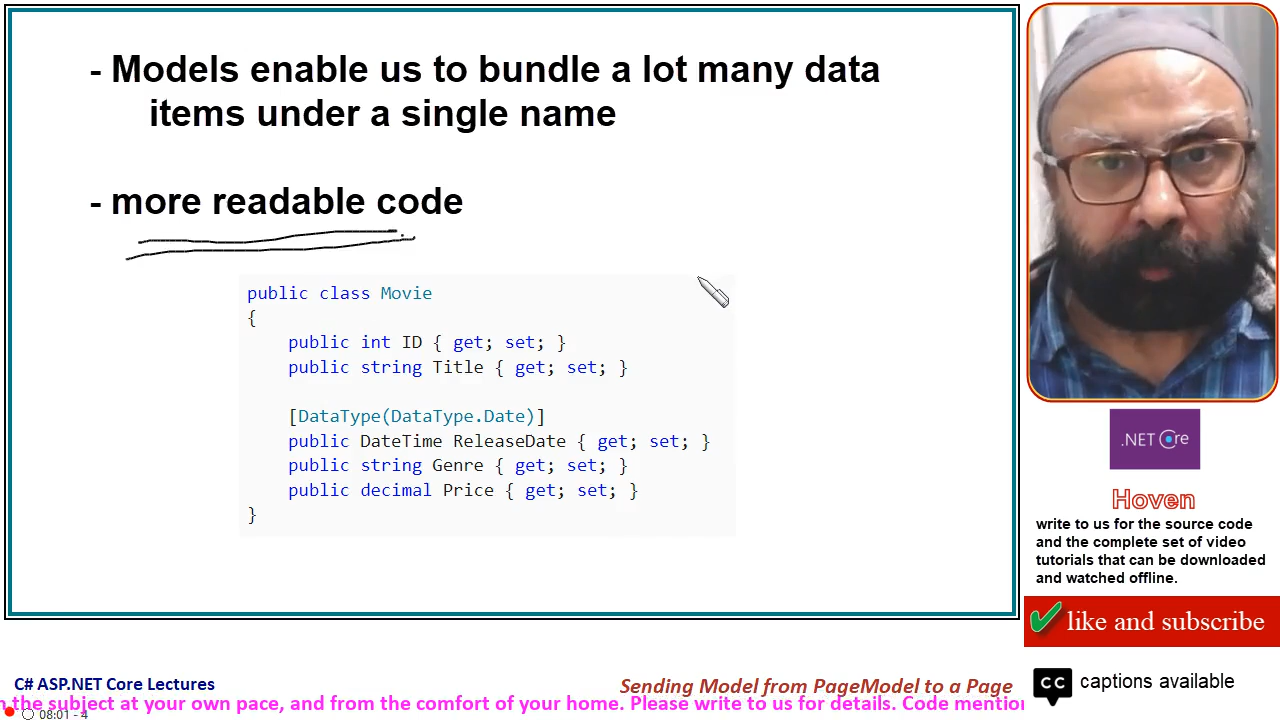 - Models enable us to bundle a lot many data
items under a single name
- more readable code
public class Movie
{
public int ID { get; set; }
public string Title { get; set; }
[DataType(DataType.Date)]
public DateTime ReleaseDate { get; set; }
public string Genre { get; set; }
public decimal Price { get; set; }
}
.NET Core
Hoven
write to us for the source code
and the complete set of video
tutorials that can be downloaded
and watched offline.
like and subscribe
CC captions available
C# ASP.NET Core Lectures
Sending Model from PageModel to a Page
the subject at your own pace, and from the comfort of your home. Please write to us for details. Code
08:01 - 4